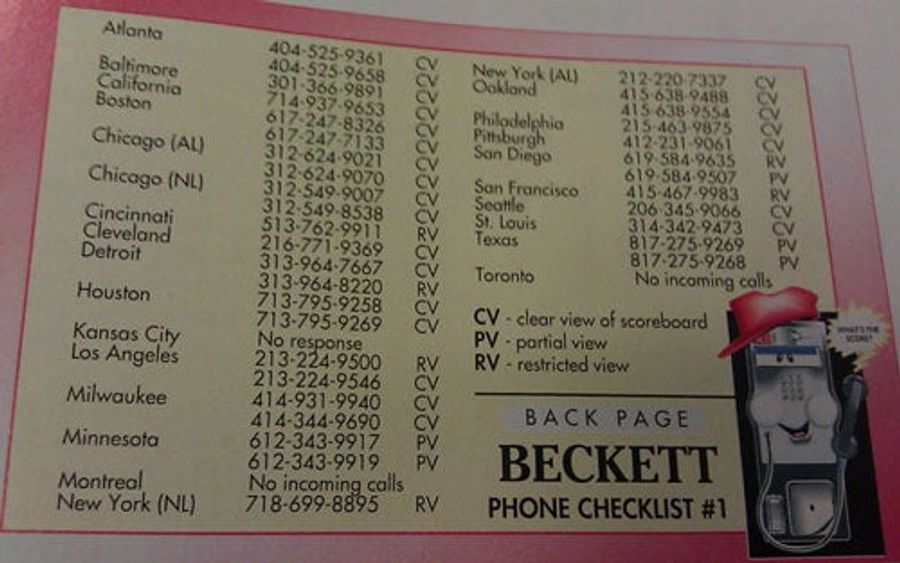 Atlanta 404-525-9361 CV
404-525-9658 CV
Baltimore 301-366-9891 CV
California 714-937-9653 CV
Boston 617-247-8326 CV
617-247-7133 CV
Chicago (AL) 312-624-9021 CV
312-624-9070 CV
Chicago (NL) 312-549-9007 CV
312-549-8538 CV
Cincinnati 513-762-9911 RV
Cleveland 216-771-9369 CV
Detroit 313-964-7667 CV
313-964-8220 RV
Houston 713-795-9258 CV
713-795-9269 CV
Kansas City No response
Los Angeles 213-224-9500 RV
213-224-9546 CV
Milwaukee 414-931-9940 CV
414-344-9690 CV
Minnesota 612-343-9917 PV
612-343-9919 PV
Montreal No incoming calls
New York (NL) 718-699-8895 RV
New York (AL) 212-220-7337 CV
Oakland 415-638-9488 CV
415-638-9554 CV
Philadelphia 215-463-9875 CV
Pittsburgh 412-231-9061 CV
San Diego 619-584-9635 RV
619-584-9507 PV
San Francisco 415-467-9983 RV
Seattle 206-345-9066 CV
St. Louis 314-342-9473 CV
Texas 817-275-9269 PV
817-275-9268 PV
Toronto No incoming calls
CV - clear view of scoreboard
PV - partial view
RV - restricted view
WHAT'S THE
SCORE?
BACK PAGE
BECKETT
PHONE CHECKLIST #1